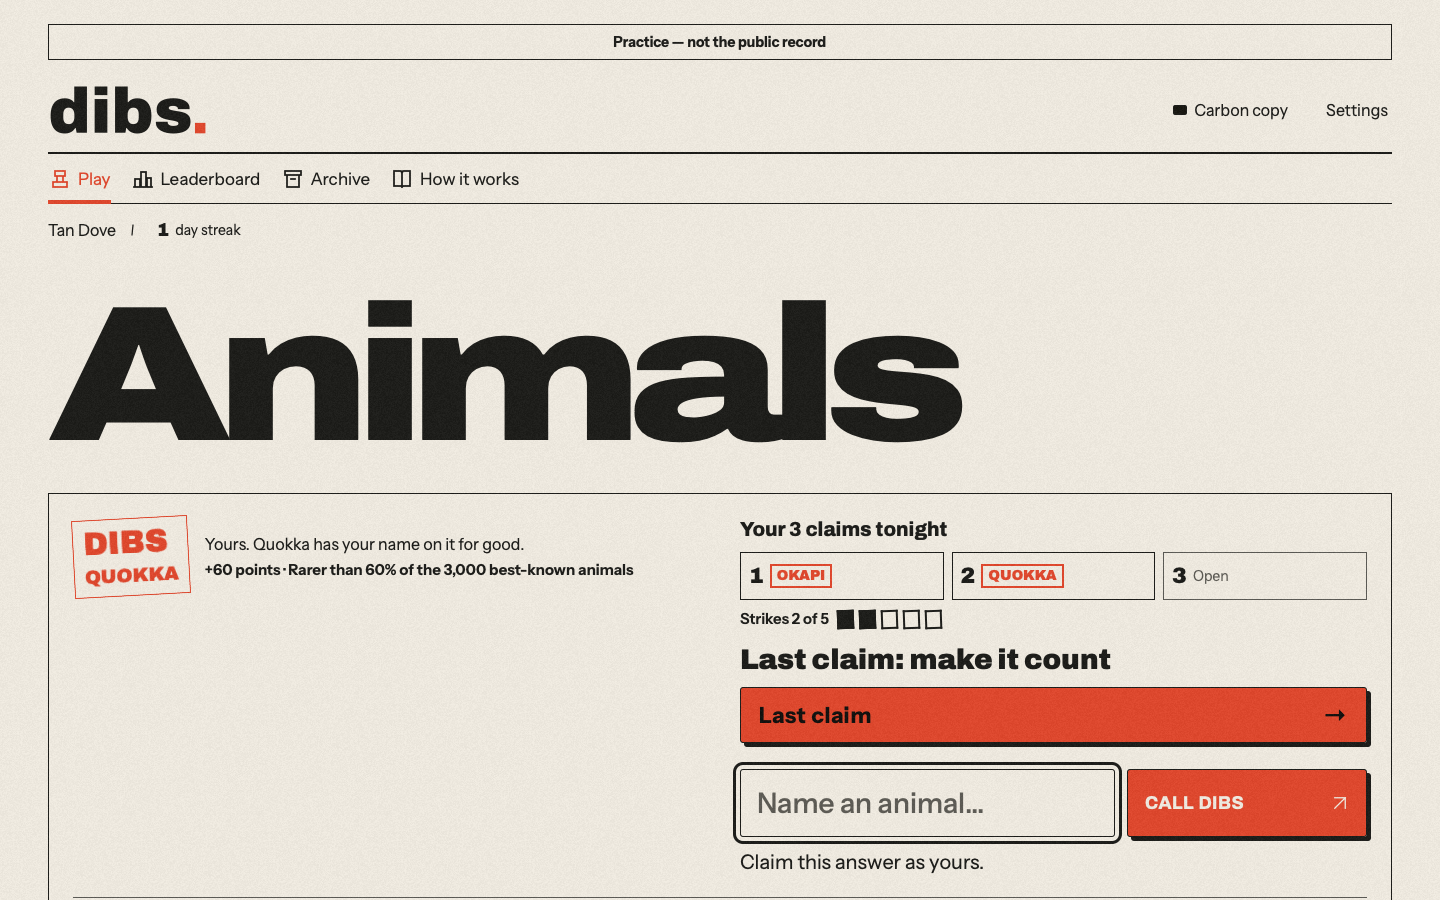 Practice — not the public record
dibs.
Carbon copy
Settings
Play
Leaderboard
Archive
How it works
Tan Dove / 1 day streak
Animals
DIBS
QUOKKA
Yours. Quokka has your name on it for good.
+60 points · Rarer than 60% of the 3,000 best-known animals
Your 3 claims tonight
1 OKAPI
2 QUOKKA
3 Open
Strikes 2 of 5
Last claim: make it count
Last claim →
Name an animal...
CALL DIBS
Claim this answer as yours.